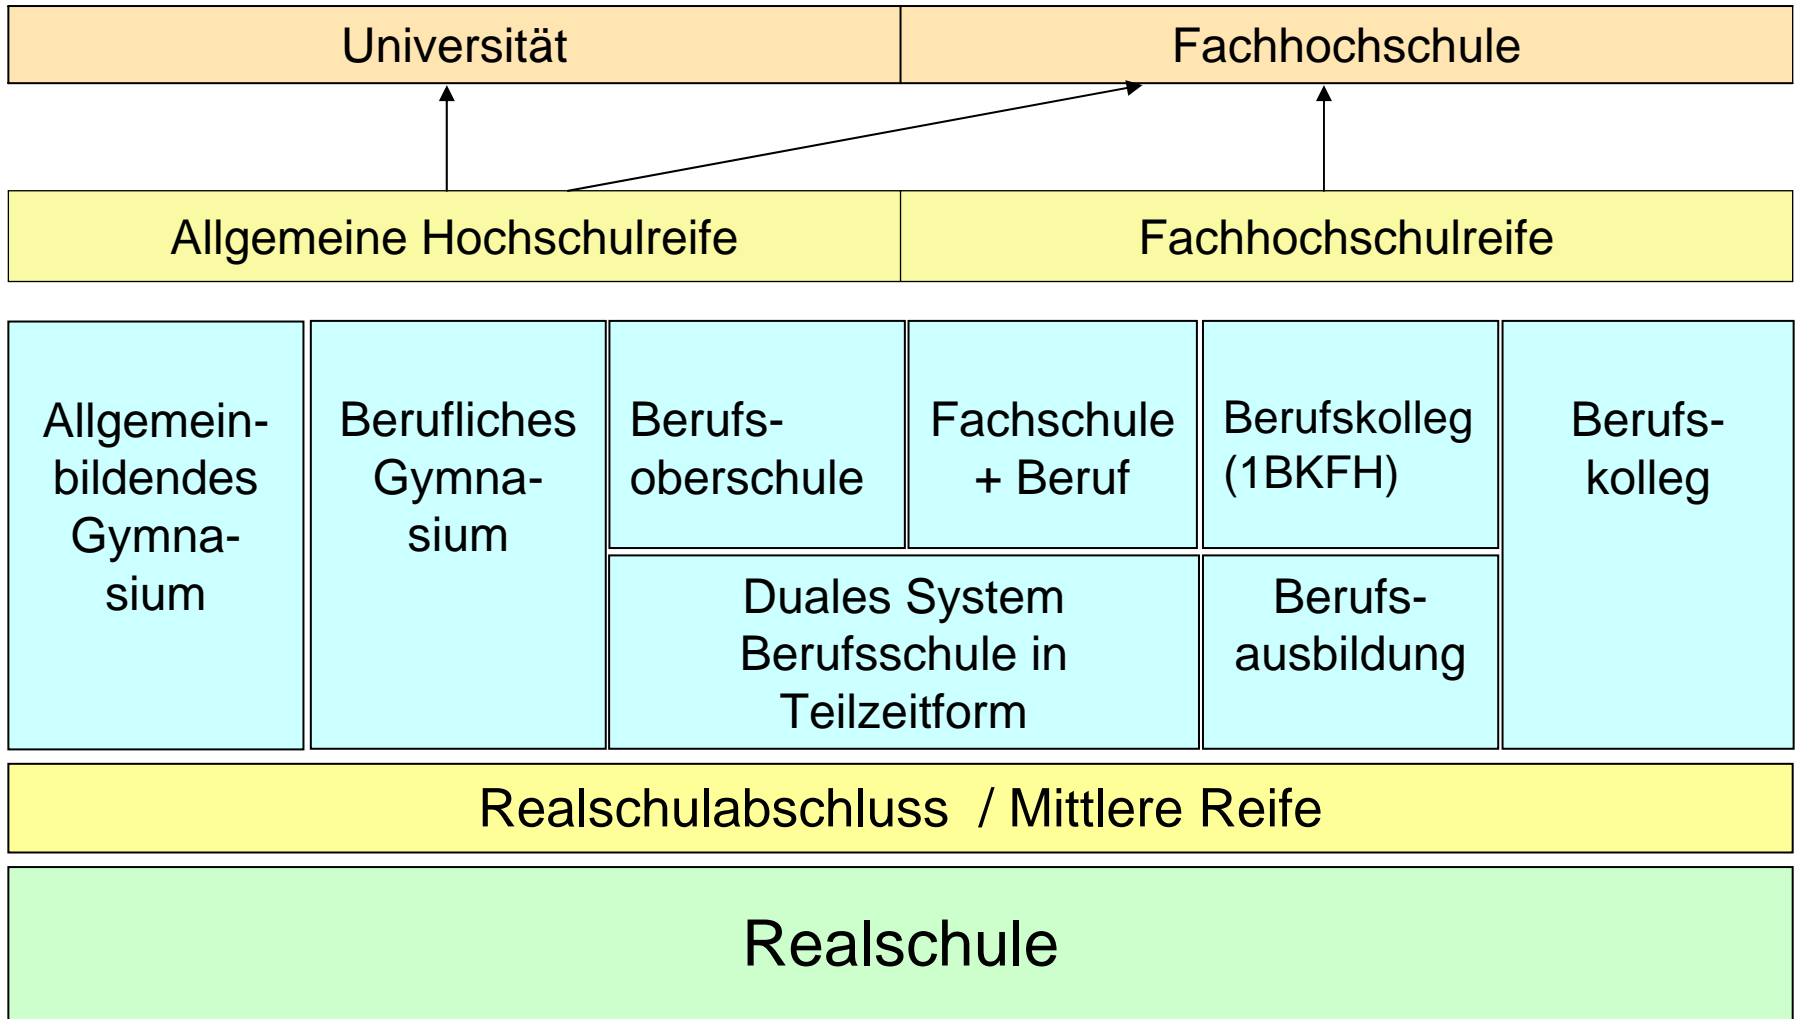 Universität
Fachhochschule
Allgemeine Hochschulreife
Fachhochschulreife
Allgemein-
bildendes
Gymna-
sium
Berufliches
Gymna-
sium
Berufs-
oberschule
Fachschule
+ Beruf
Berufskolleg
(1BKFH)
Berufs-
kolleg
Duales System
Berufsschule in
Teilzeitform
Berufs-
ausbildung
Realschulabschluss / Mittlere Reife
Realschule